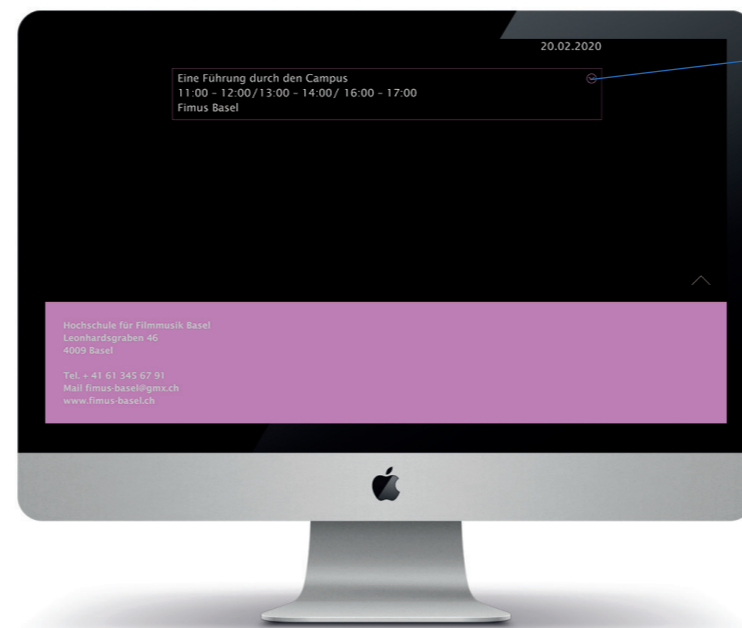 20.02.2020
Eine Führung durch den Campus
11:00 – 12:00/13:00 – 14:00/ 16:00 – 17:00
Fimus Basel
Hochschule für Filmmusik Basel
Leonhardsgraben 46
4009 Basel
Tel. + 41 61 345 67 91
Mail fimus-basel@gmx.ch
www.fimus-basel.ch